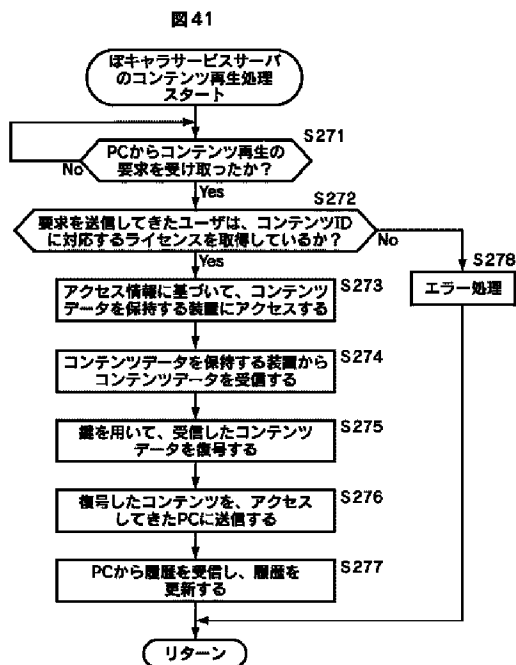 図41
ぽキャラサービスサーバ
のコンテンツ再生処理
スタート
S271
PCからコンテンツ再生の
要求を受け取ったか？
No
Yes
S272
要求を送信してきたユーザは、コンテンツID
に対応するライセンスを取得しているか？
No
Yes
S278
エラー処理
S273
アクセス情報に基づいて、コンテンツ
データを保持する装置にアクセスする
S274
コンテンツデータを保持する装置から
コンテンツデータを受信する
S275
鍵を用いて、受信したコンテンツ
データを復号する
S276
復号したコンテンツを、アクセス
してきたPCに送信する
S277
PCから履歴を受信し、履歴を
更新する
リターン